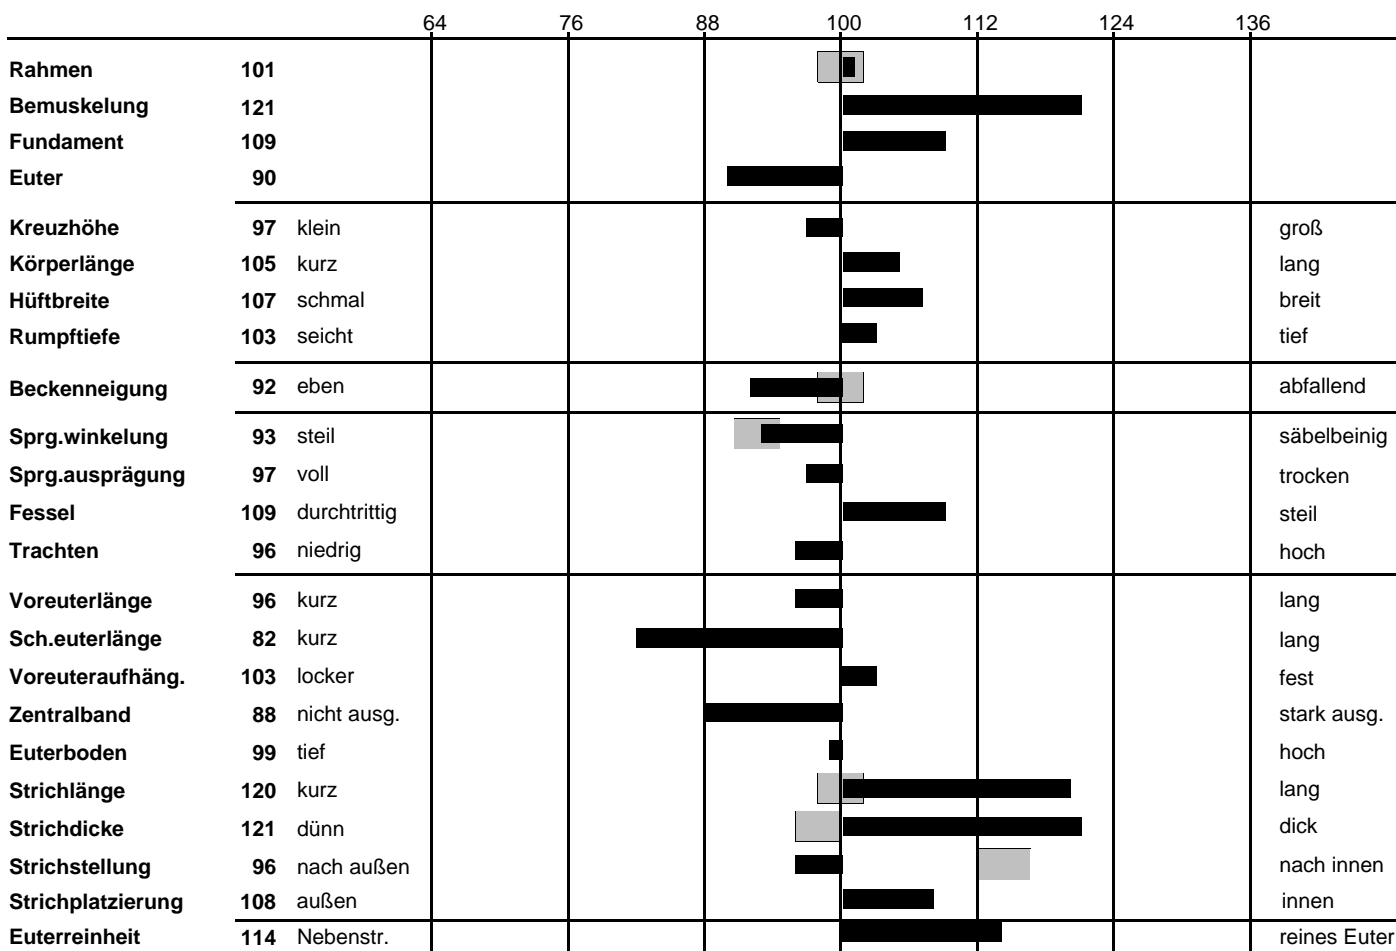 64 76 88 100 112 124 136
Rahmen 101
Bemuskelung 121
Fundament 109
Euter 90
Kreuzhöhe 97 klein groß
Körperlänge 105 kurz lang
Hüftbreite 107 schmal breit
Rumpftiefe 103 seicht tief
Beckenneigung 92 eben abfallend
Sprg.winkelung 93 steil säbelbeinig
Sprg.ausprägung 97 voll trocken
Fessel 109 durchtrittig steil
Trachten 96 niedrig hoch
Voreuterlänge 96 kurz lang
Sch.euterlänge 82 kurz lang
Voreuteraufhäng. 103 locker fest
Zentralband 88 nicht ausg. stark ausg.
Euterboden 99 tief hoch
Strichlänge 120 kurz lang
Strichdicke 121 dünn dick
Strichstellung 96 nach außen nach innen
Strichplatzierung 108 außen innen
Euterreinheit 114 Nebenstr. reines Euter